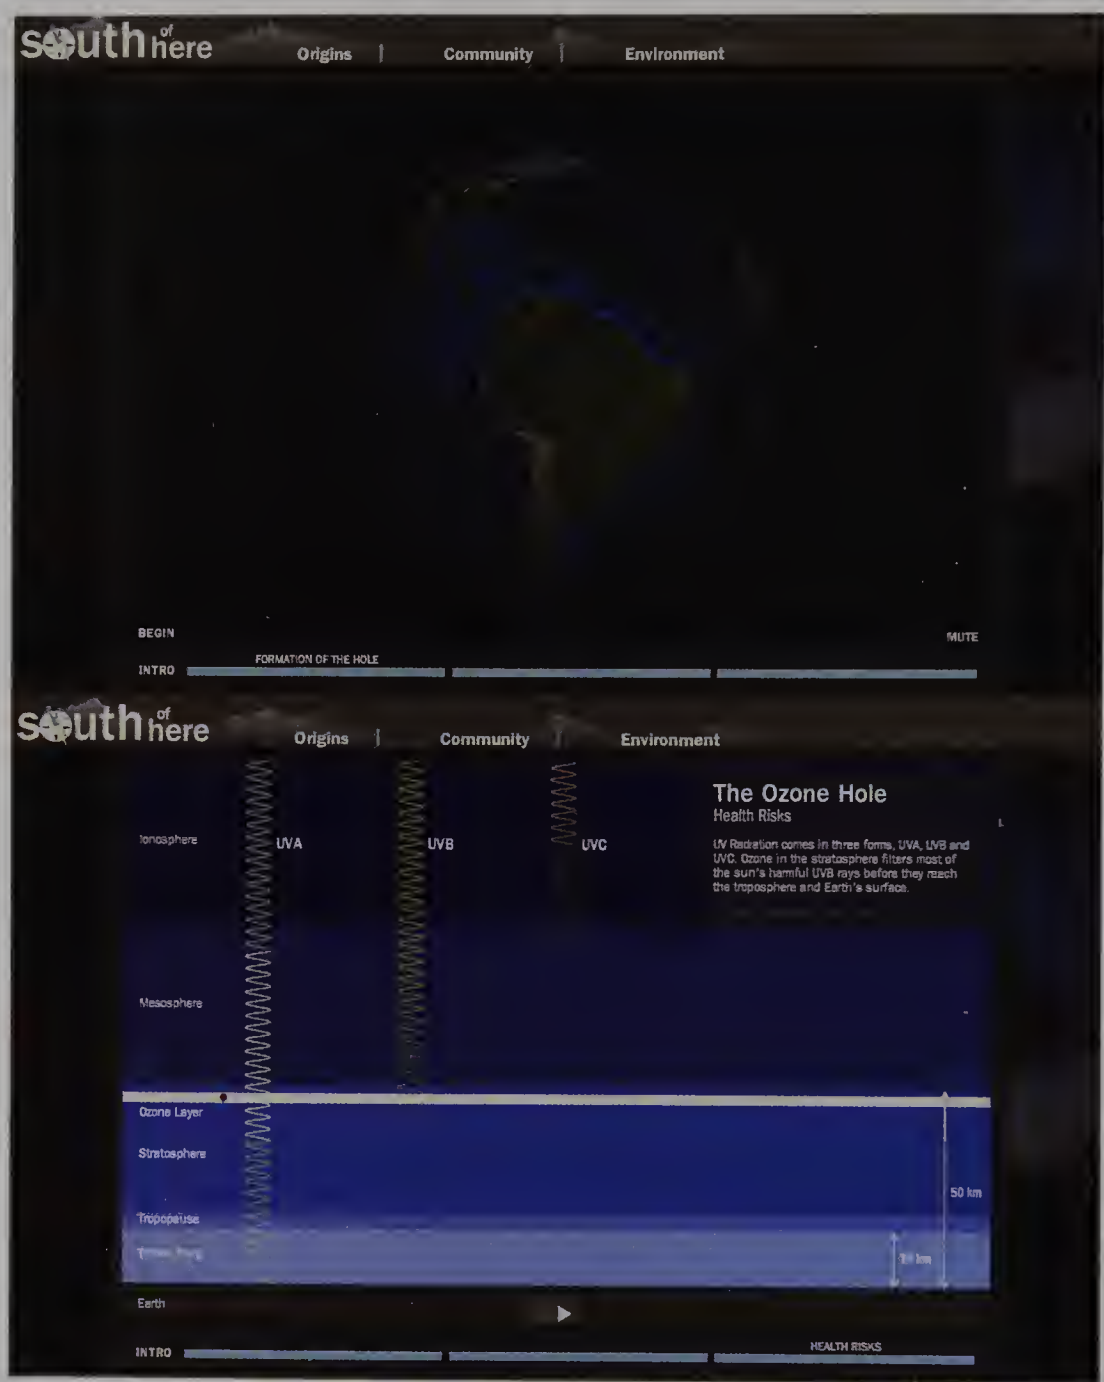 south of here
Origins | Community | Environment
BEGIN
MUTE
FORMATION OF THE HOLE
INTRO
south of here
Origins | Community | Environment
The Ozone Hole
Health Risks
Ionosphere
UVA
UVB
UVC
UV Radiation comes in three forms, UVA, UVB and
UVC. Ozone in the stratosphere filters most of
the sun's harmful UVB rays before they reach
the troposphere and Earth's surface.
Mesosphere
Ozone Layer
Stratosphere
50 km
Tropopause
km
Earth
HEALTH RISKS
INTRO